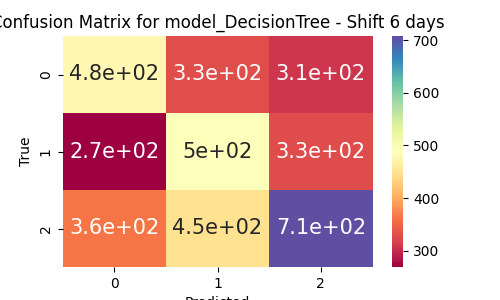 Confusion Matrix for model_DecisionTree - Shift 6 days
0 4.8e+02 3.3e+02 3.1e+02
1 2.7e+02 5e+02 3.3e+02
2 3.6e+02 4.5e+02 7.1e+02
True
0 1 2
Predicted
700
600
500
400
300